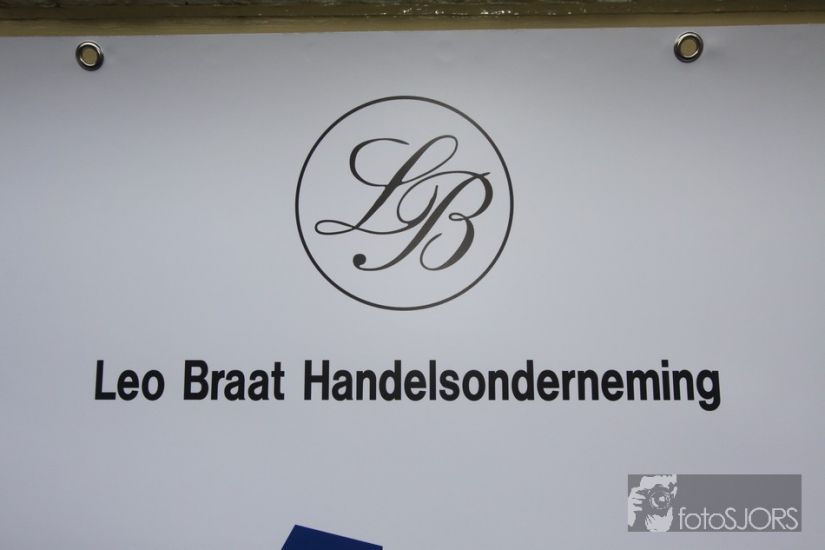 LB
Leo Braat Handelsonderneming
fotoSJORS